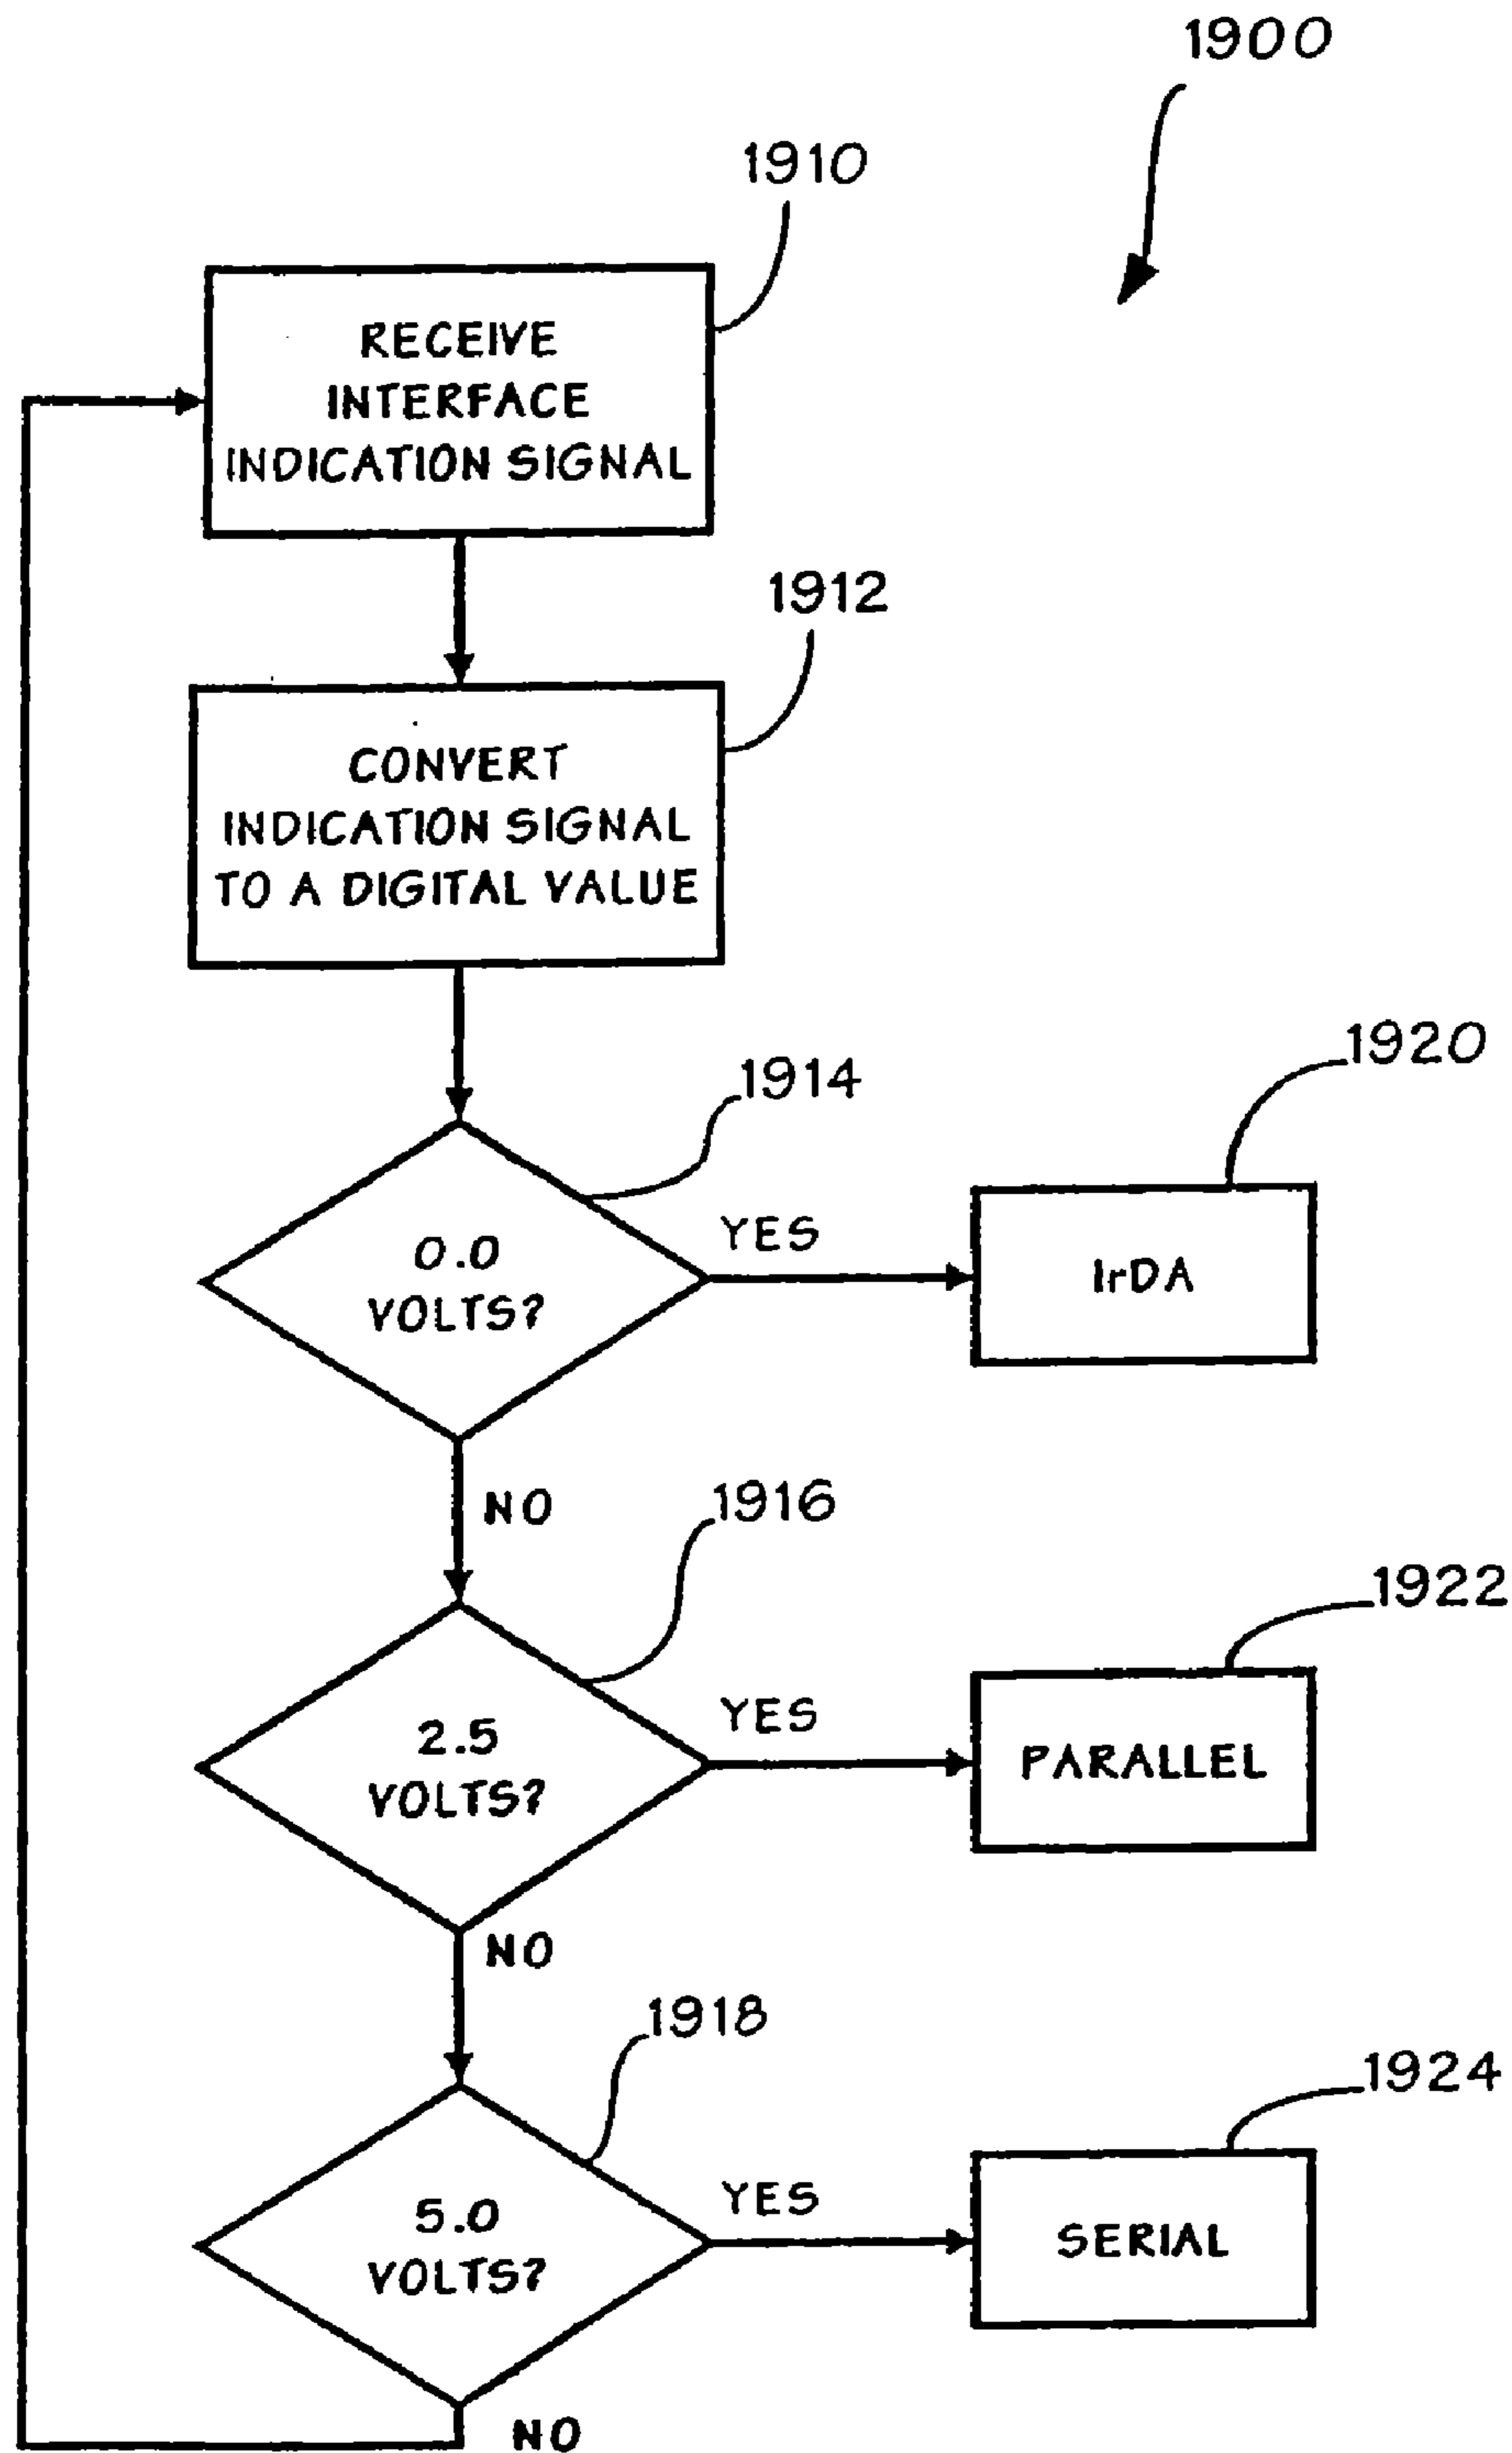 1900
1910
RECEIVE
INTERFACE
INDICATION SIGNAL
1912
CONVERT
INDICATION SIGNAL
TO A DIGITAL VALUE
1914
0.0
VOLTS?
YES
1920
IrDA
NO
1916
2.5
VOLTS?
YES
1922
PARALLEL
NO
1918
5.0
VOLTS?
YES
1924
SERIAL
NO